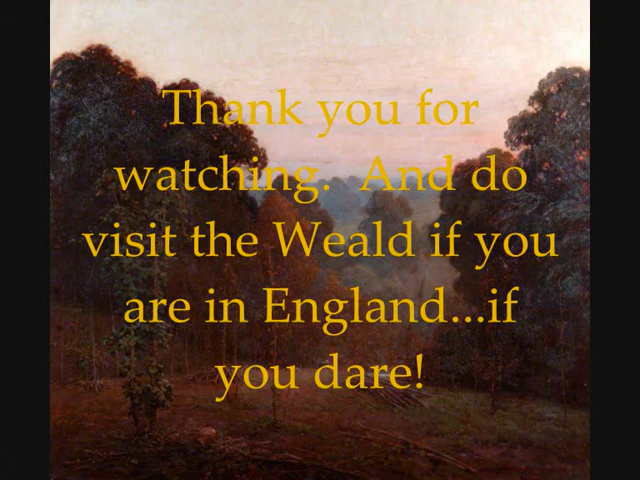 Thank you for
watching.  And do
visit the Weald if you
are in England...if
you dare!